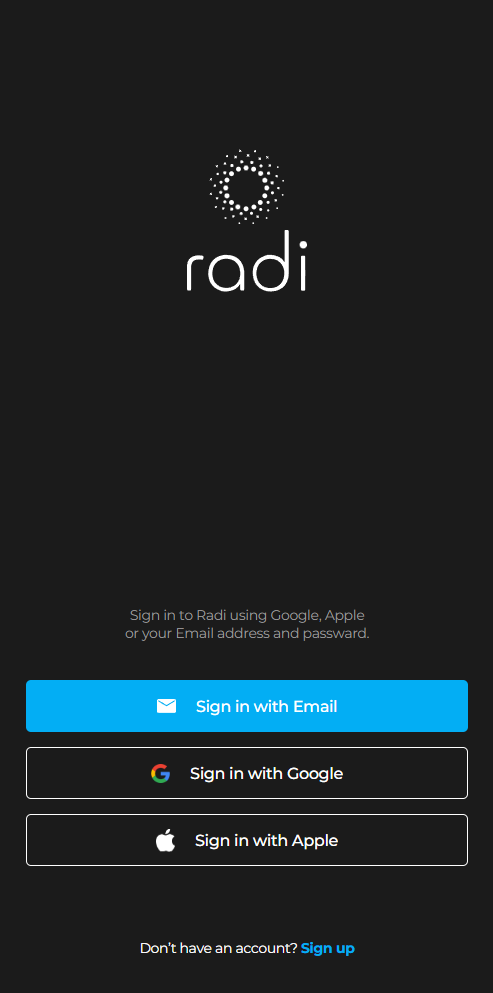 radi
Sign in to Radi using Google, Apple
or your Email address and passward.
Sign in with Email
Sign in with Google
Sign in with Apple
Don’t have an account? Sign up